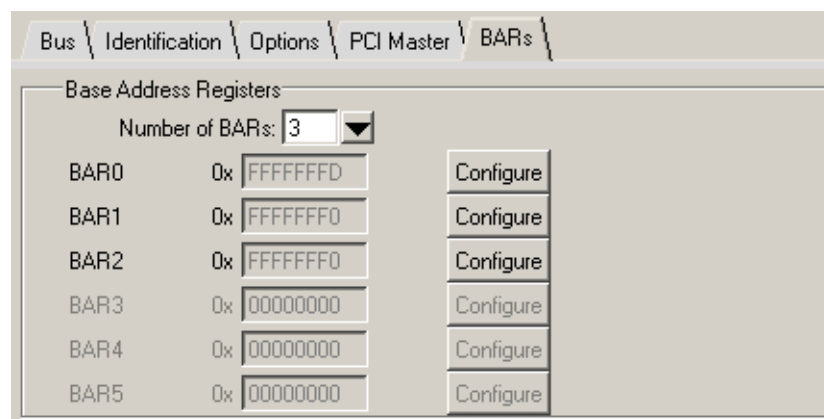 Bus Identification Options PCI Master BARs
Base Address Registers
Number of BARs: 3
BAR0 0x FFFFFFFD Configure
BAR1 0x FFFFFFF0 Configure
BAR2 0x FFFFFFF0 Configure
BAR3 0x 00000000 Configure
BAR4 0x 00000000 Configure
BAR5 0x 00000000 Configure